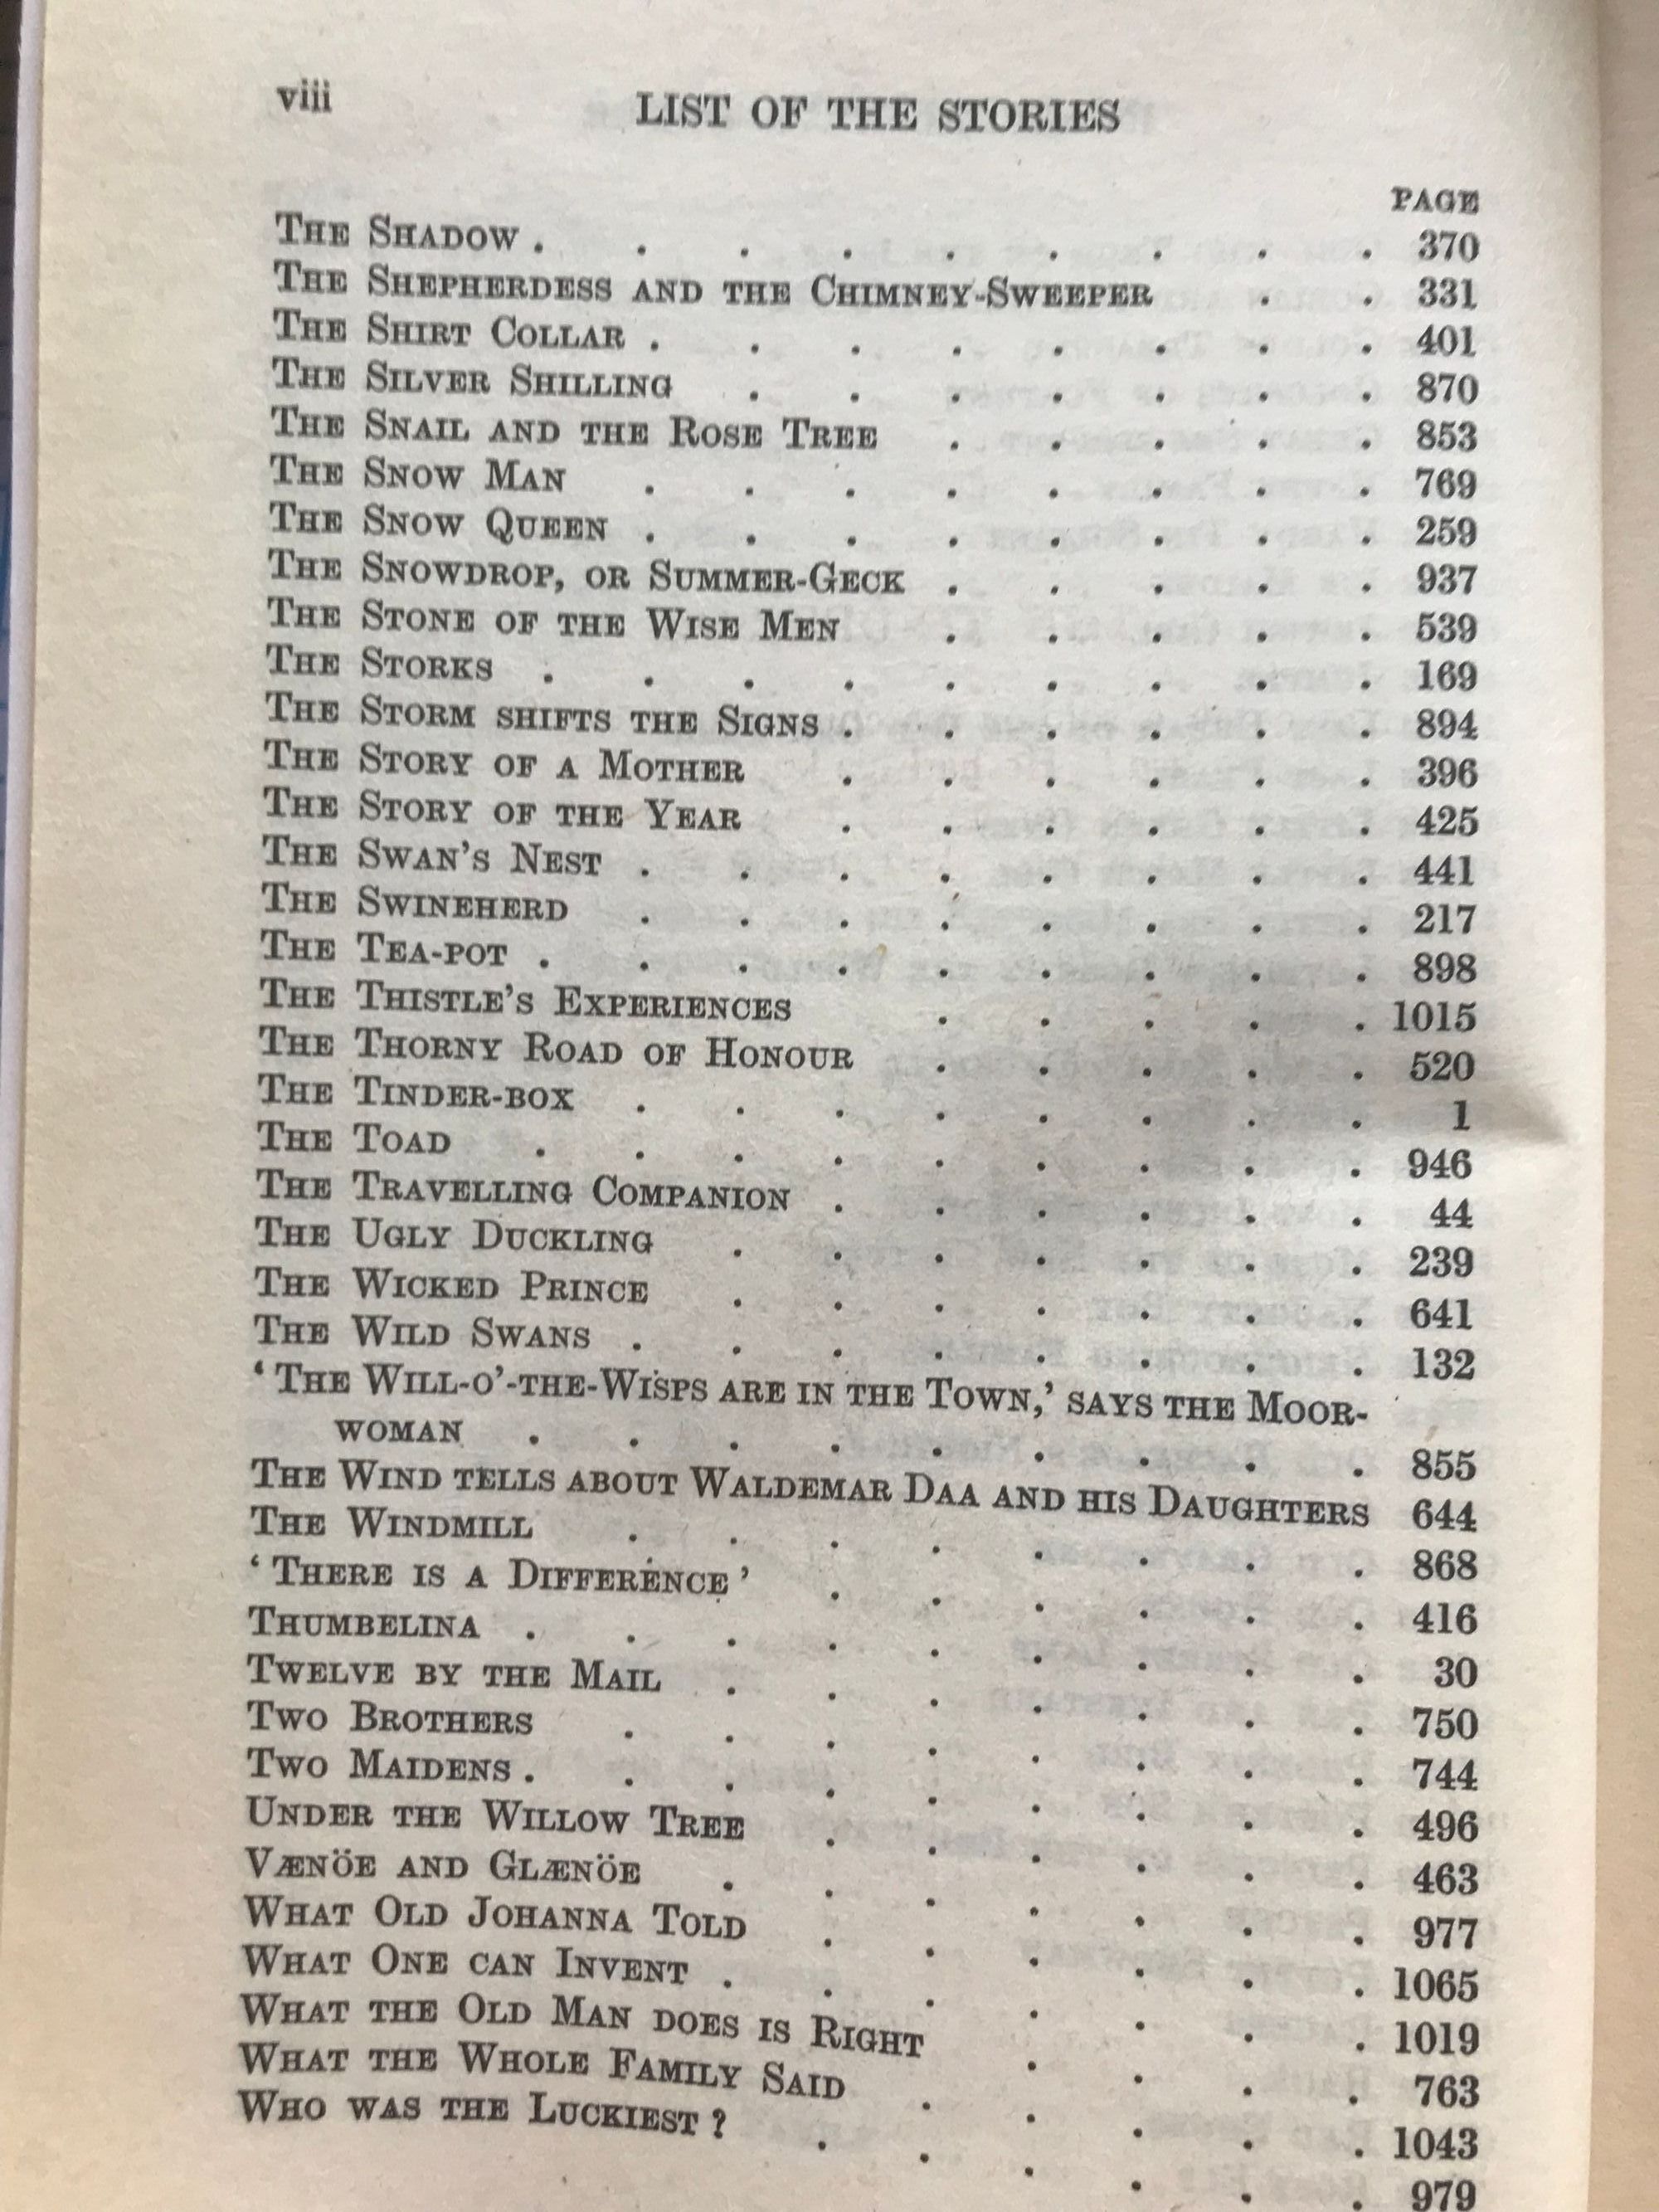 viii LIST OF THE STORIES
PAGE
THE SHADOW . . . . . . . . . 370
THE SHEPHERDESS AND THE CHIMNEY-SWEEPER . . 331
THE SHIRT COLLAR . . . . . . . . 401
THE SILVER SHILLING . . . . . . . 870
THE SNAIL AND THE ROSE TREE . . . . . 853
THE SNOW MAN . . . . . . . . 769
THE SNOW QUEEN . . . . . . . . 259
THE SNOWDROP, OR SUMMER-GECK . . . . . 937
THE STONE OF THE WISE MEN . . . . . 539
THE STORKS . . . . . . . . . 169
THE STORM SHIFTS THE SIGNS . . . . . . 894
THE STORY OF A MOTHER . . . . . . 396
THE STORY OF THE YEAR . . . . . . 425
THE SWAN'S NEST . . . . . . . . 441
THE SWINEHERD . . . . . . . . 217
THE TEA-POT . . . . . . . . . 898
THE THISTLE'S EXPERIENCES . . . . . 1015
THE THORNY ROAD OF HONOUR . . . . . 520
THE TINDER-BOX . . . . . . . . 1
THE TOAD . . . . . . . . . 946
THE TRAVELLING COMPANION . . . . . . 44
THE UGLY DUCKLING . . . . . . . 239
THE WICKED PRINCE . . . . . . . 641
THE WILD SWANS . . . . . . . . 132
'THE WILL-O'-THE-WISPS ARE IN THE TOWN,' SAYS THE MOOR-
WOMAN . . . . . . . . . 855
THE WIND TELLS ABOUT WALDEMAR DAA AND HIS DAUGHTERS 644
THE WINDMILL . . . . . . . . 868
'THERE IS A DIFFERENCE' . . . . . . 416
THUMBELINA . . . . . . . . . 30
TWELVE BY THE MAIL . . . . . . . 750
TWO BROTHERS . . . . . . . . 744
TWO MAIDENS . . . . . . . . . 496
UNDER THE WILLOW TREE . . . . . . 463
VÆNÖE AND GLÆNÖE . . . . . . . 977
WHAT OLD JOHANNA TOLD . . . . . . 1065
WHAT ONE CAN INVENT . . . . . . . 1019
WHAT THE OLD MAN DOES IS RIGHT . . . . 763
WHAT THE WHOLE FAMILY SAID . . . . . 1043
WHO WAS THE LUCKIEST ? . . . . . . 979